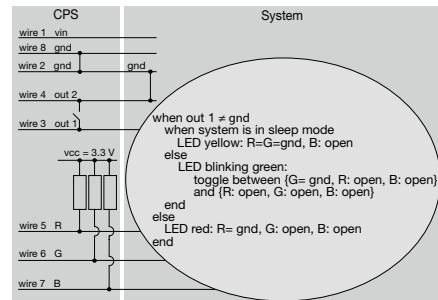 CPS System
wire 1 vin
wire 8 gnd
wire 2 gnd gnd
wire 4 out 2
wire 3 out 1
when out 1 ≠ gnd
when system is in sleep mode
LED yellow: R=G=gnd, B: open
else
LED blinking green:
toggle between {G= gnd, R: open, B: open}
and {R: open, G: open, B: open}
end
else
LED red: R= gnd, G: open, B: open
end
vcc = 3.3 V
wire 5 R
wire 6 G
wire 7 B